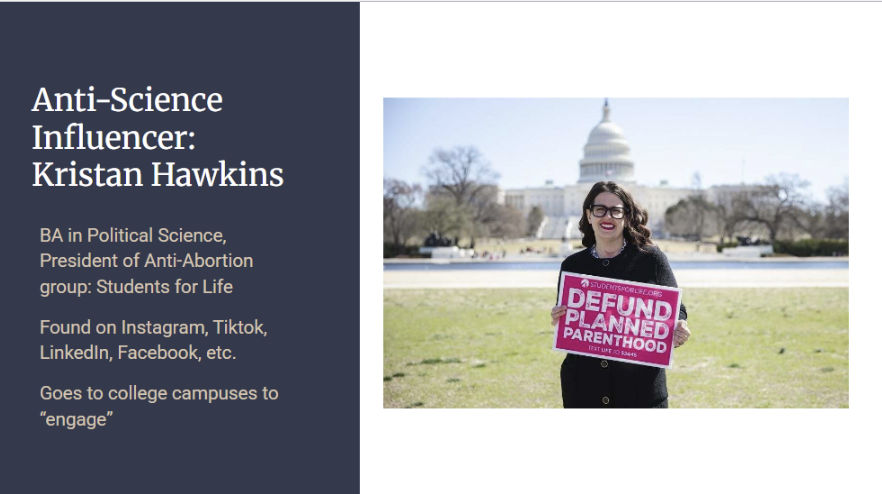 Anti-Science
Influencer:
Kristan Hawkins
BA in Political Science,
President of Anti-Abortion
group: Students for Life
Found on Instagram, Tiktok,
LinkedIn, Facebook, etc.
Goes to college campuses to
“engage”
STUDENTSFORLIFE.ORG
DEFUND
PLANNED
PARENTHOOD